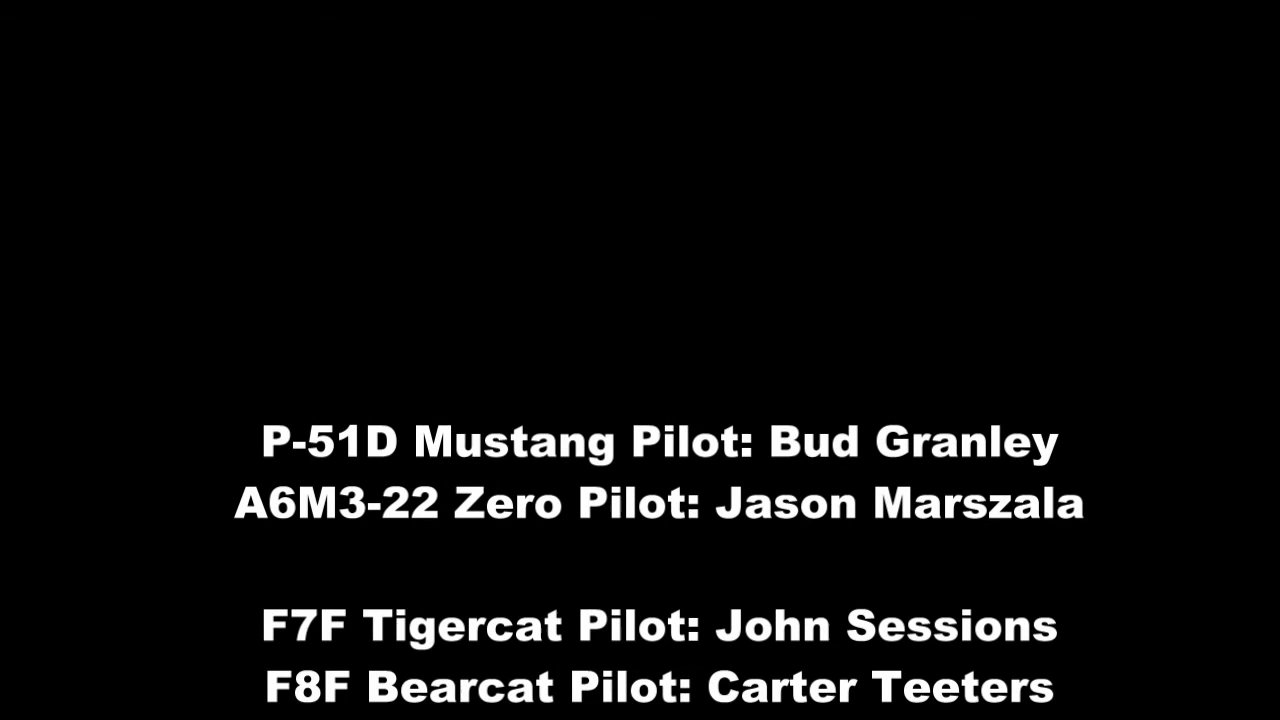 P-51D Mustang Pilot: Bud Granley
A6M3-22 Zero Pilot: Jason Marszala
F7F Tigercat Pilot: John Sessions
F8F Bearcat Pilot: Carter Teeters